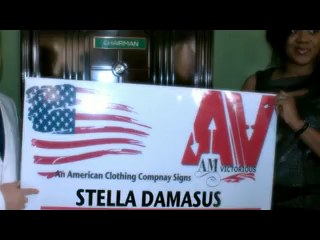 CHAIRMAN
AV
AM
VICTORIOUS
An American Clothing Compnay Signs
STELLA DAMASUS